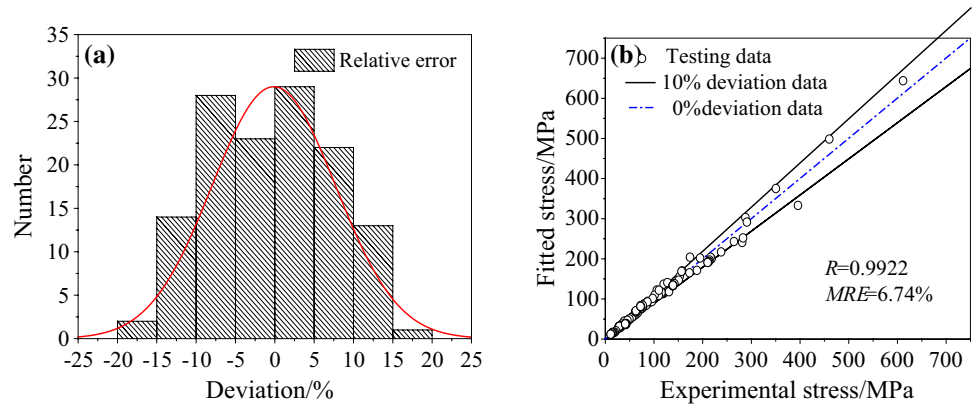 (a)
Relative error
35
30
25
20
15
10
5
0
Number
-25 -20 -15 -10 -5 0 5 10 15 20 25
Deviation/%
(b)
Testing data
10% deviation data
0%deviation data
700
600
500
400
300
200
100
0
Fitted stress/MPa
R=0.9922
MRE=6.74%
0 100 200 300 400 500 600 700
Experimental stress/MPa